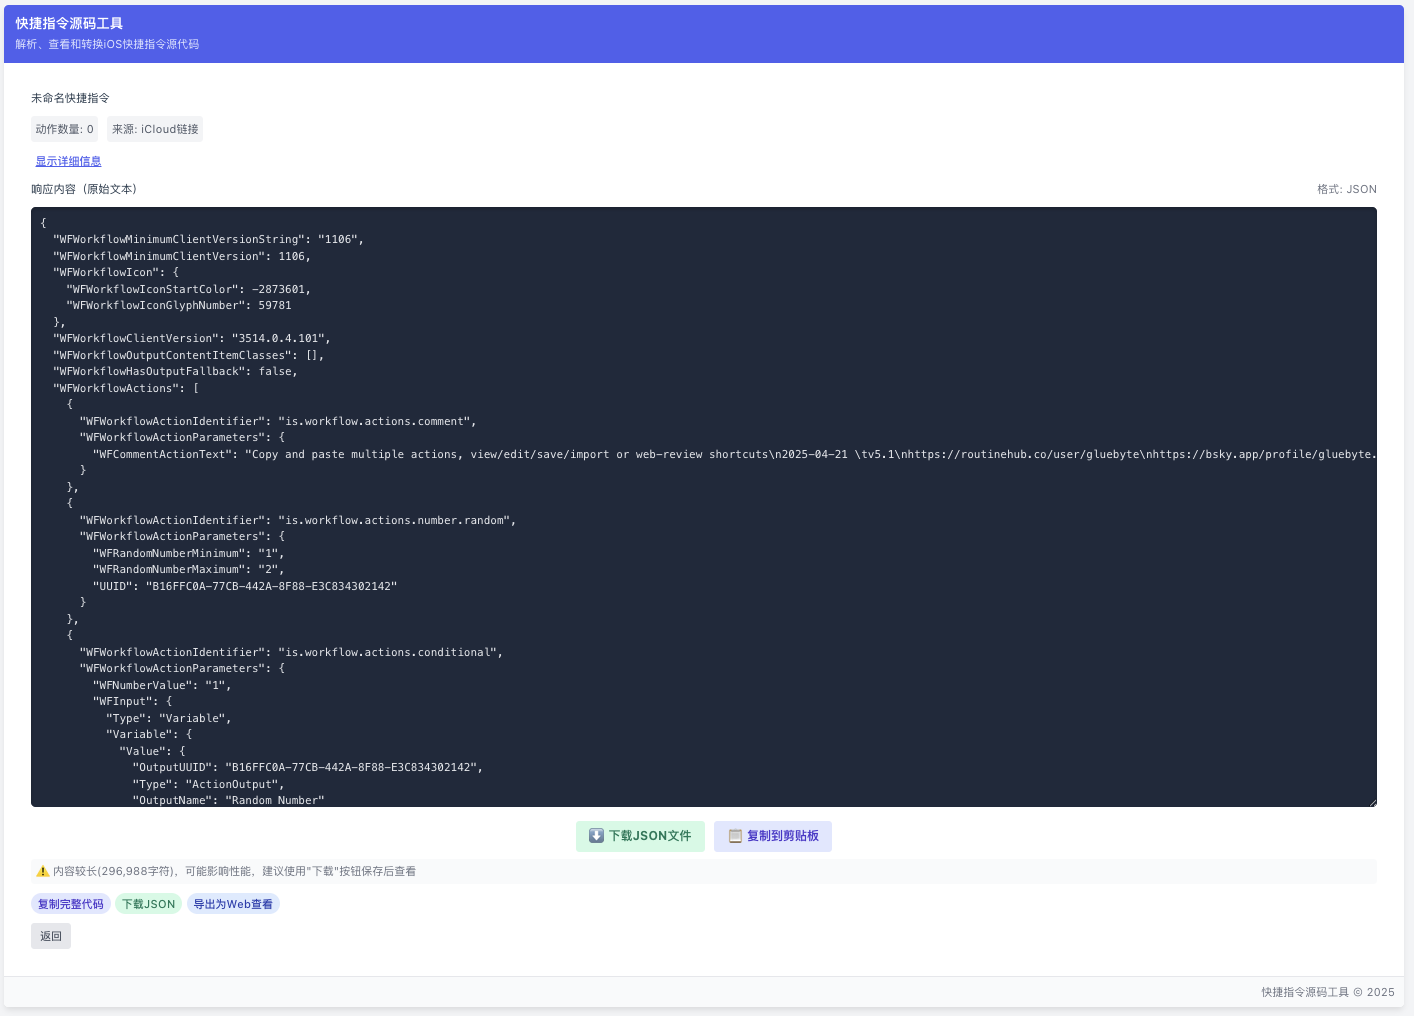 快捷指令源码工具
解析、查看和转换iOS快捷指令源代码
未命名快捷指令
动作数量: 0 来源: iCloud链接
显示详细信息
响应内容（原始文本） 格式: JSON
{
  "WFWorkflowMinimumClientVersionString": "1106",
  "WFWorkflowMinimumClientVersion": 1106,
  "WFWorkflowIcon": {
    "WFWorkflowIconStartColor": -2873601,
    "WFWorkflowIconGlyphNumber": 59781
  },
  "WFWorkflowClientVersion": "3514.0.4.101",
  "WFWorkflowOutputContentItemClasses": [],
  "WFWorkflowHasOutputFallback": false,
  "WFWorkflowActions": [
    {
      "WFWorkflowActionIdentifier": "is.workflow.actions.comment",
      "WFWorkflowActionParameters": {
        "WFCommentActionText": "Copy and paste multiple actions, view/edit/save/import or web-review shortcuts\n2025-04-21 \tv5.1\nhttps://routinehub.co/user/gluebyte\nhttps://bsky.app/profile/gluebyte.
      }
    },
    {
      "WFWorkflowActionIdentifier": "is.workflow.actions.number.random",
      "WFWorkflowActionParameters": {
        "WFRandomNumberMinimum": "1",
        "WFRandomNumberMaximum": "2",
        "UUID": "B16FFC0A-77CB-442A-8F88-E3C834302142"
      }
    },
    {
      "WFWorkflowActionIdentifier": "is.workflow.actions.conditional",
      "WFWorkflowActionParameters": {
        "WFNumberValue": "1",
        "WFInput": {
          "Type": "Variable",
          "Variable": {
            "Value": {
              "OutputUUID": "B16FFC0A-77CB-442A-8F88-E3C834302142",
              "Type": "ActionOutput",
              "OutputName": "Random Number"
下载JSON文件 复制到剪贴板
内容较长(296,988字符)，可能影响性能，建议使用"下载"按钮保存后查看
复制完整代码 下载JSON 导出为Web查看
返回
快捷指令源码工具 © 2025